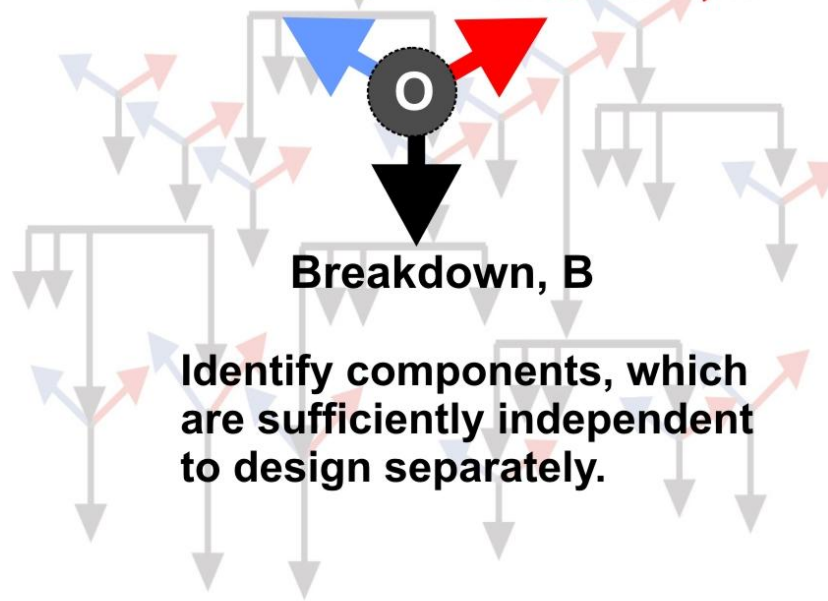 O
Breakdown, B
Identify components, which
are sufficiently independent
to design separately.